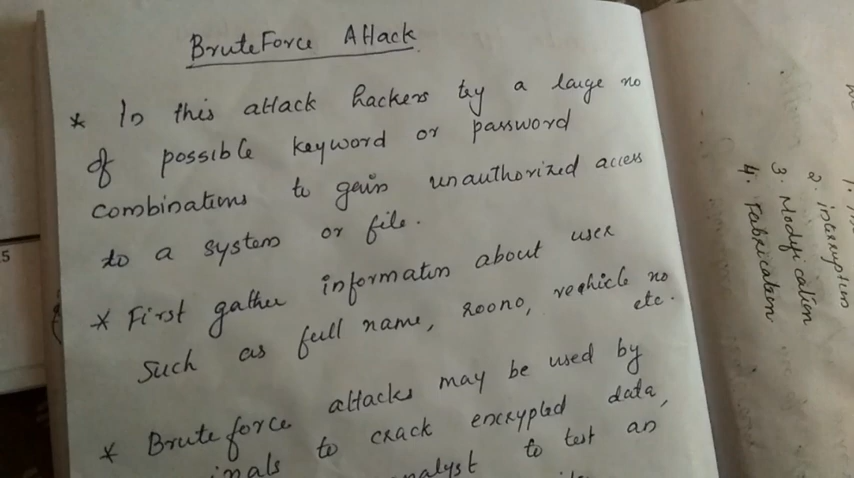 BruteForce Attack
* In this attack hackers try a large no
of possible keyword or password
combinations to gain unauthorized access
to a system or file.
* First gather information about user
Such as full name, roono, vechicle no
etc.
* Brute force attacks may be used by
to crack encrypted data,
to test an
2. interruption
3. Modification
4. Fabrication
5